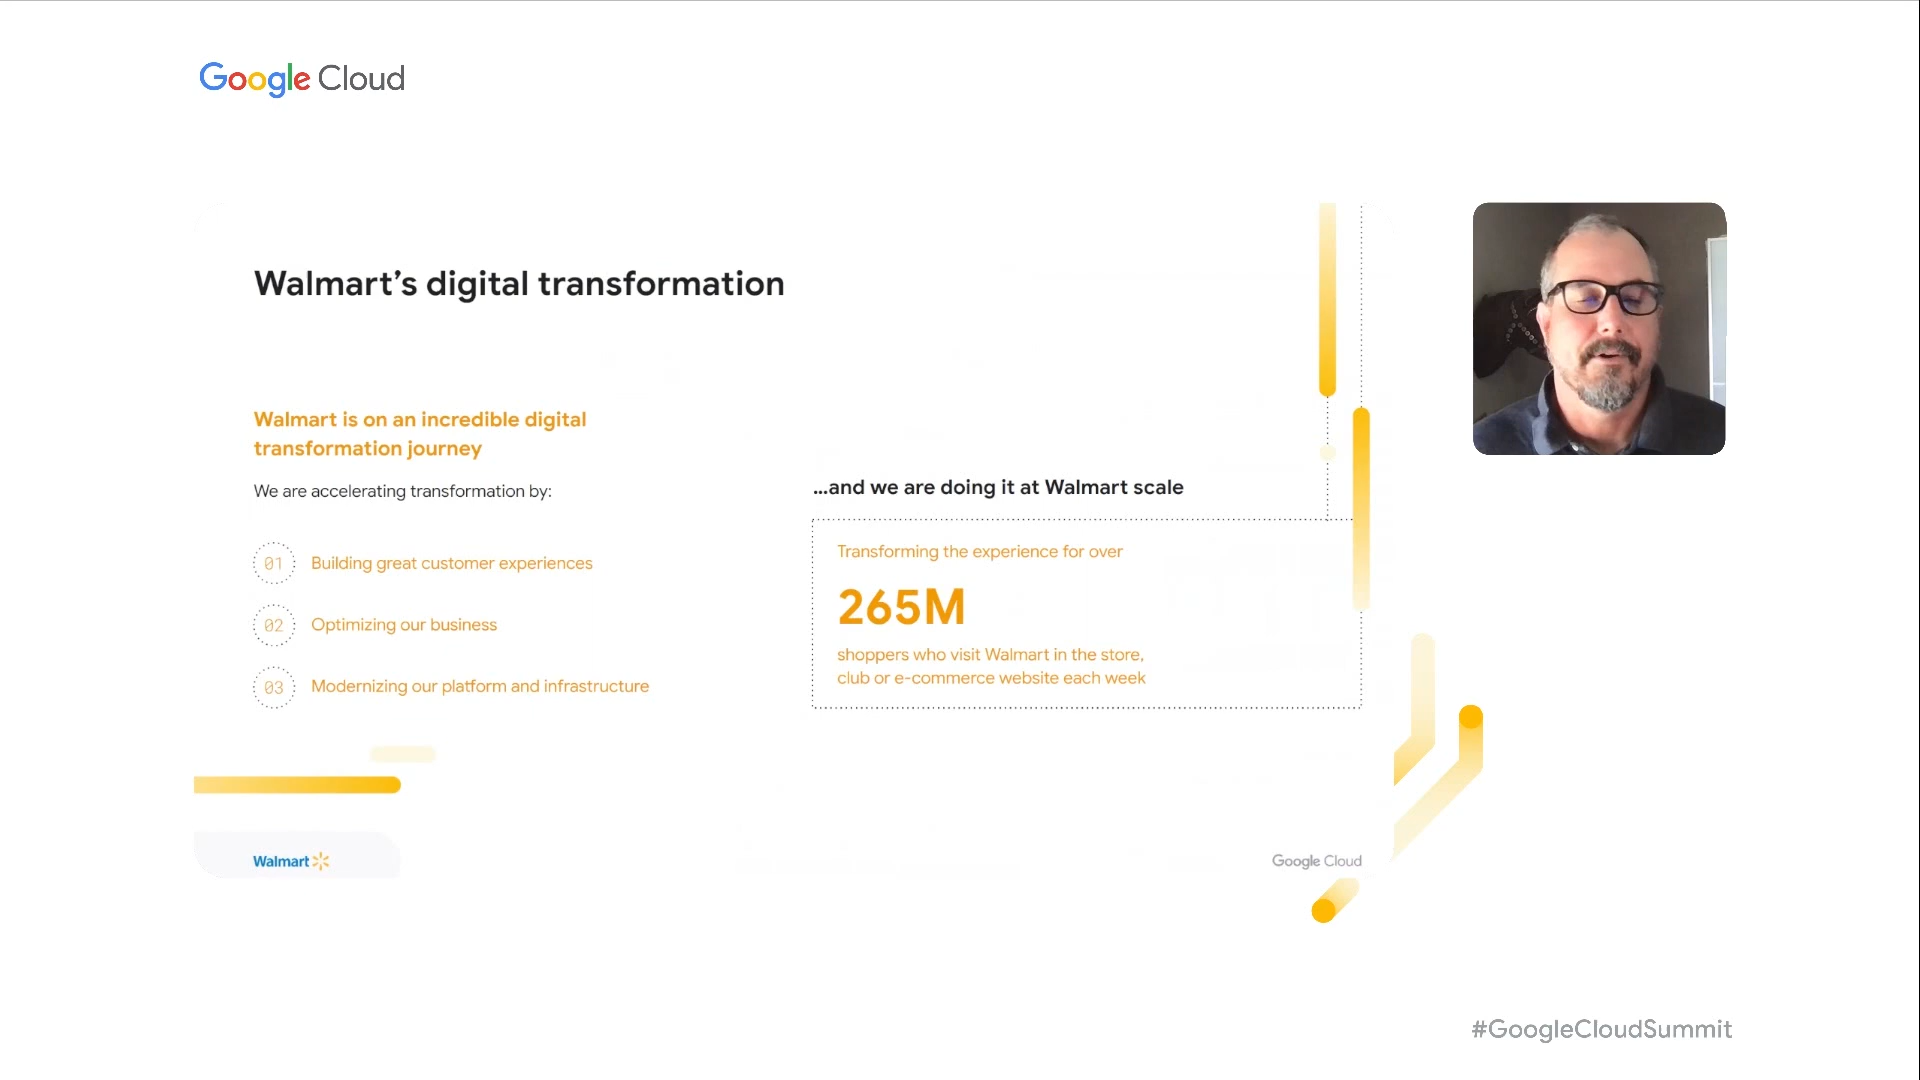 Google Cloud
Walmart’s digital transformation
Walmart is on an incredible digital
transformation journey
We are accelerating transformation by:
01 Building great customer experiences
02 Optimizing our business
03 Modernizing our platform and infrastructure
...and we are doing it at Walmart scale
Transforming the experience for over
265M
shoppers who visit Walmart in the store,
club or e-commerce website each week
Walmart
Google Cloud
#GoogleCloudSummit